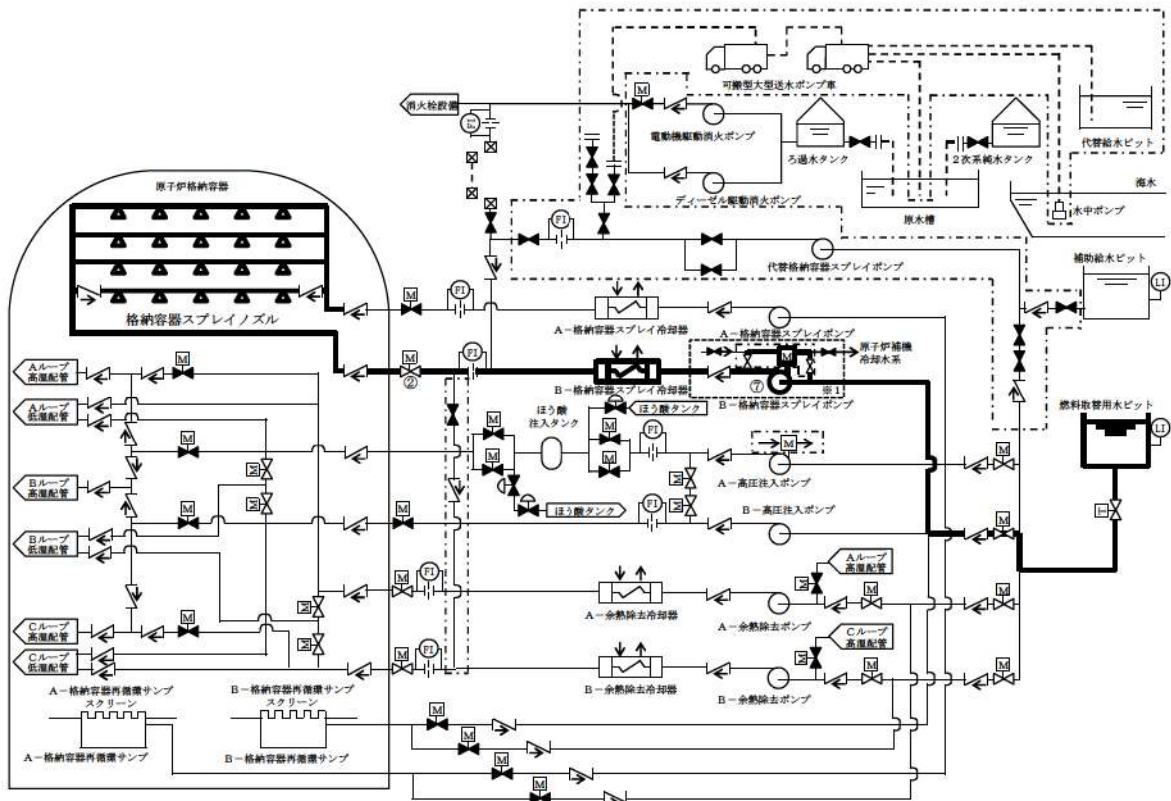 可搬型大型送水ポンプ車
消火栓設備
FI
M
電動機駆動消火ポンプ
ろ過水タンク
2次系純水タンク
代替給水ピット
海水
ディーゼル駆動消火ポンプ
原水槽
水中ポンプ
原子炉格納容器
FI
代替格納容器スプレイポンプ
補助給水ピット
LI
格納容器スプレイノズル
M
FI
A-格納容器スプレイ冷却器
A-格納容器スプレイポンプ
原子炉補機
冷却水系
M
M
②
FI
B-格納容器スプレイ冷却器
⑦
※1
B-格納容器スプレイポンプ
燃料取替用水ピット
LI
Aループ
高温配管
M
Aループ
低温配管
ほう酸
注入タンク
ほう酸タンク
M
M
M
M
M
FI
M
A-高圧注入ポンプ
M
Bループ
高温配管
M
M
M
ほう酸タンク
M
M
FI
M
B-高圧注入ポンプ
M
I
Bループ
低温配管
Aループ
高温配管
M
M
FI
A-余熱除去冷却器
M
A-余熱除去ポンプ
M
M
Cループ
高温配管
M
M
Cループ
高温配管
Cループ
低温配管
M
FI
B-余熱除去冷却器
M
B-余熱除去ポンプ
M
M
A-格納容器再循環サンプ
スクリーン
B-格納容器再循環サンプ
スクリーン
M
M
A-格納容器再循環サンプ
B-格納容器再循環サンプ
M
M